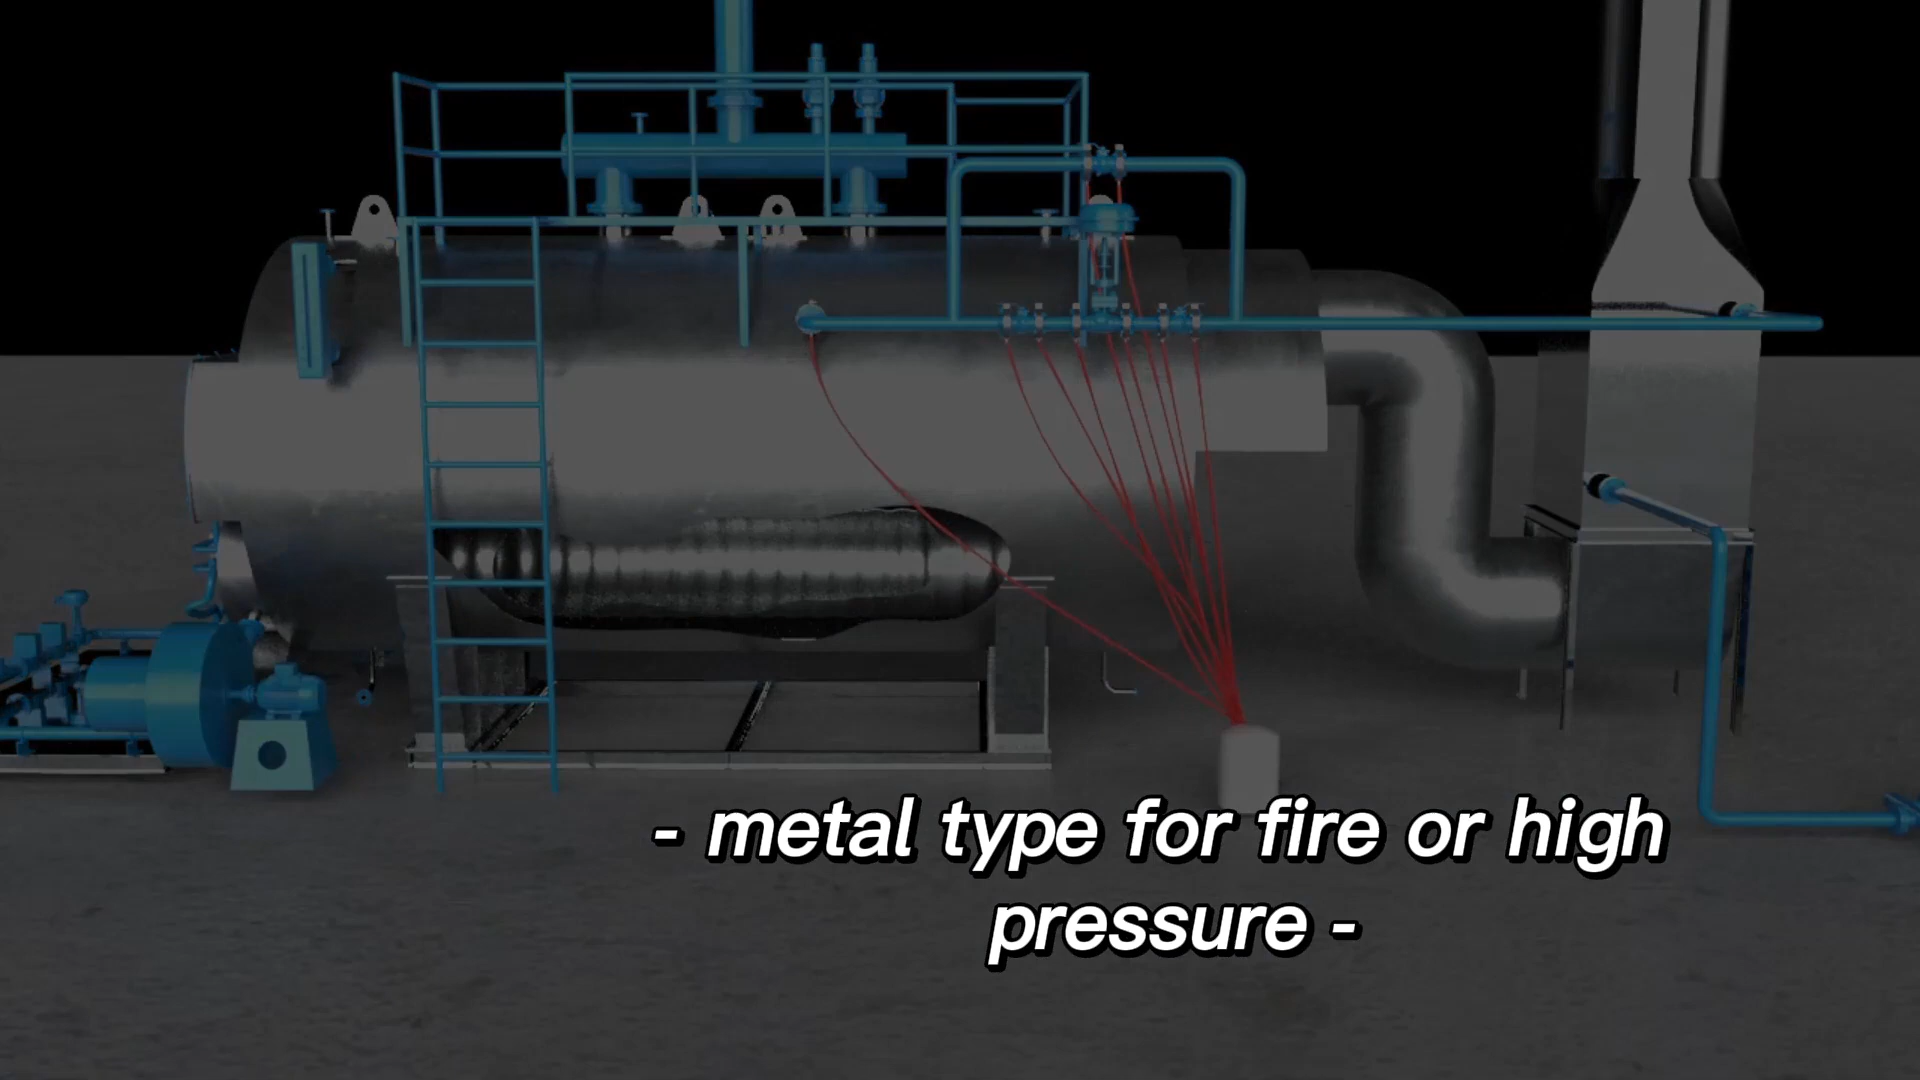 - metal type for fire or high
pressure -